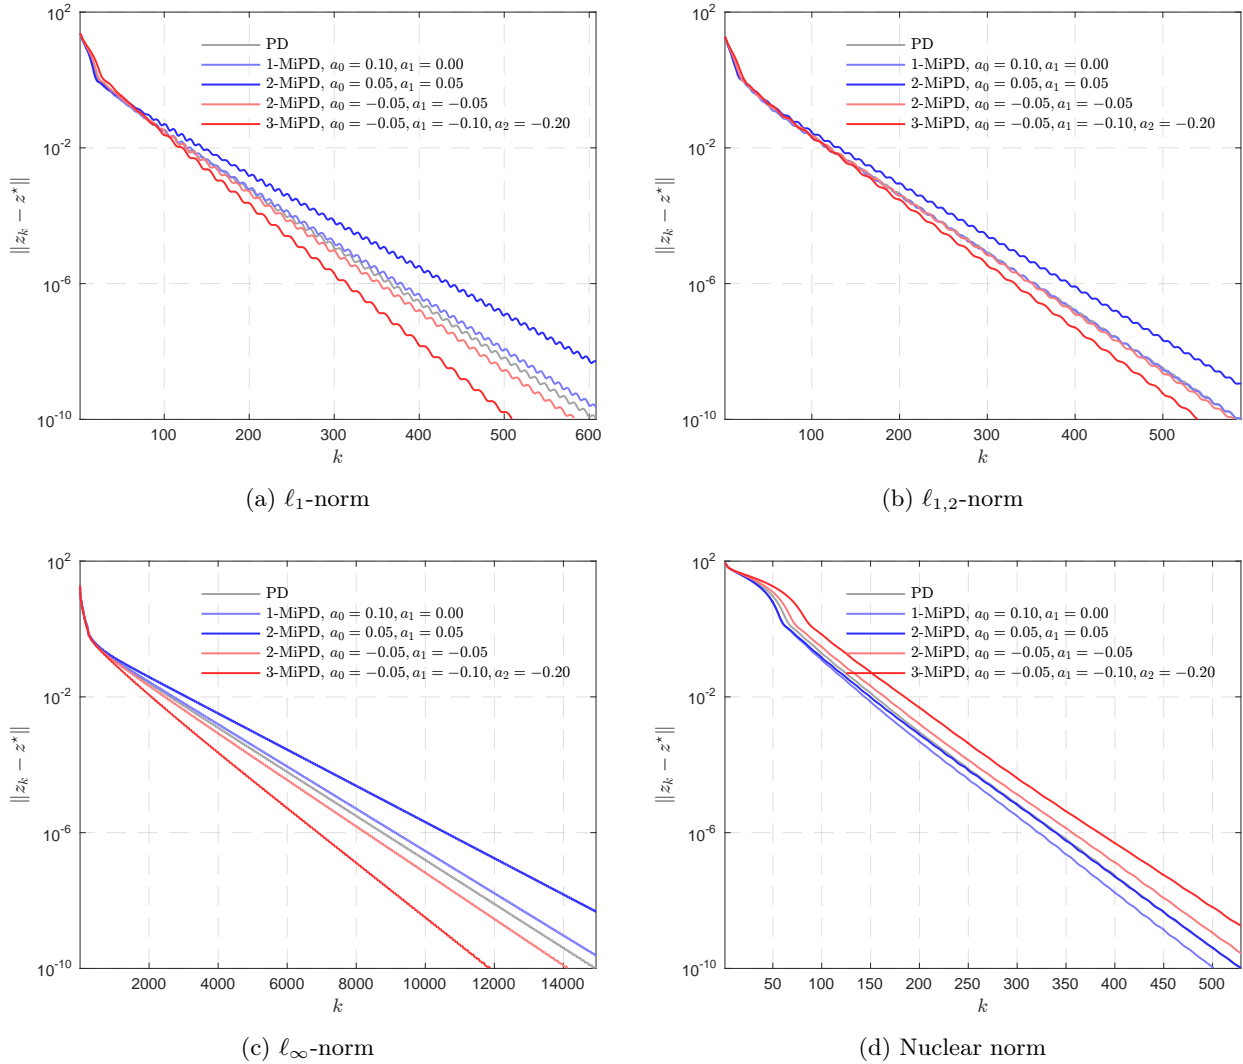 10^2
10^{-2}
10^{-6}
10^{-10}
‖z_k − z^⋆‖
PD
1-MiPD, a_0 = 0.10, a_1 = 0.00
2-MiPD, a_0 = 0.05, a_1 = 0.05
2-MiPD, a_0 = −0.05, a_1 = −0.05
3-MiPD, a_0 = −0.05, a_1 = −0.10, a_2 = −0.20
100 200 300 400 500 600
k
(a) ℓ_1-norm
10^2
10^{-2}
10^{-6}
10^{-10}
‖z_k − z^⋆‖
PD
1-MiPD, a_0 = 0.10, a_1 = 0.00
2-MiPD, a_0 = 0.05, a_1 = 0.05
2-MiPD, a_0 = −0.05, a_1 = −0.05
3-MiPD, a_0 = −0.05, a_1 = −0.10, a_2 = −0.20
100 200 300 400 500
k
(b) ℓ_{1,2}-norm
10^2
10^{-2}
10^{-6}
10^{-10}
‖z_k − z^⋆‖
PD
1-MiPD, a_0 = 0.10, a_1 = 0.00
2-MiPD, a_0 = 0.05, a_1 = 0.05
2-MiPD, a_0 = −0.05, a_1 = −0.05
3-MiPD, a_0 = −0.05, a_1 = −0.10, a_2 = −0.20
2000 4000 6000 8000 10000 12000 14000
k
(c) ℓ_∞-norm
10^2
10^{-2}
10^{-6}
10^{-10}
‖z_k − z^⋆‖
PD
1-MiPD, a_0 = 0.10, a_1 = 0.00
2-MiPD, a_0 = 0.05, a_1 = 0.05
2-MiPD, a_0 = −0.05, a_1 = −0.05
3-MiPD, a_0 = −0.05, a_1 = −0.10, a_2 = −0.20
50 100 150 200 250 300 350 400 450 500
k
(d) Nuclear norm